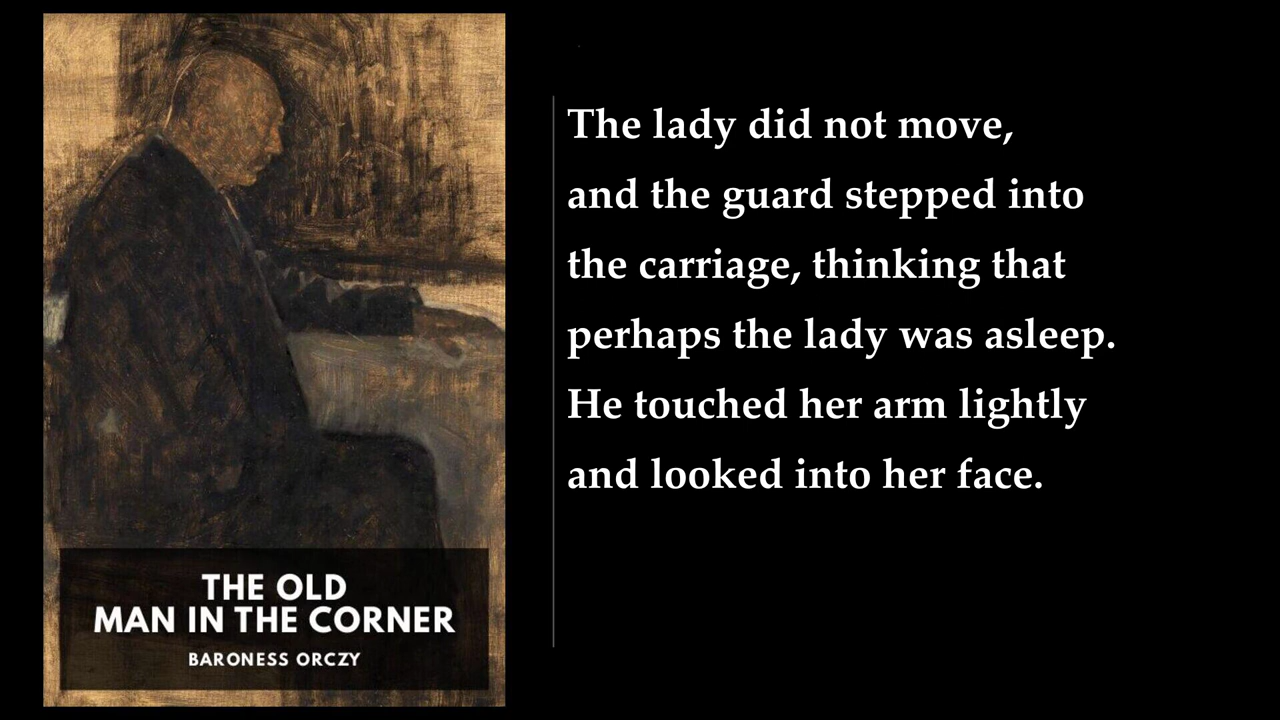 The lady did not move,
and the guard stepped into
the carriage, thinking that
perhaps the lady was asleep.
He touched her arm lightly
and looked into her face.
THE OLD
MAN IN THE CORNER
BARONESS ORCZY